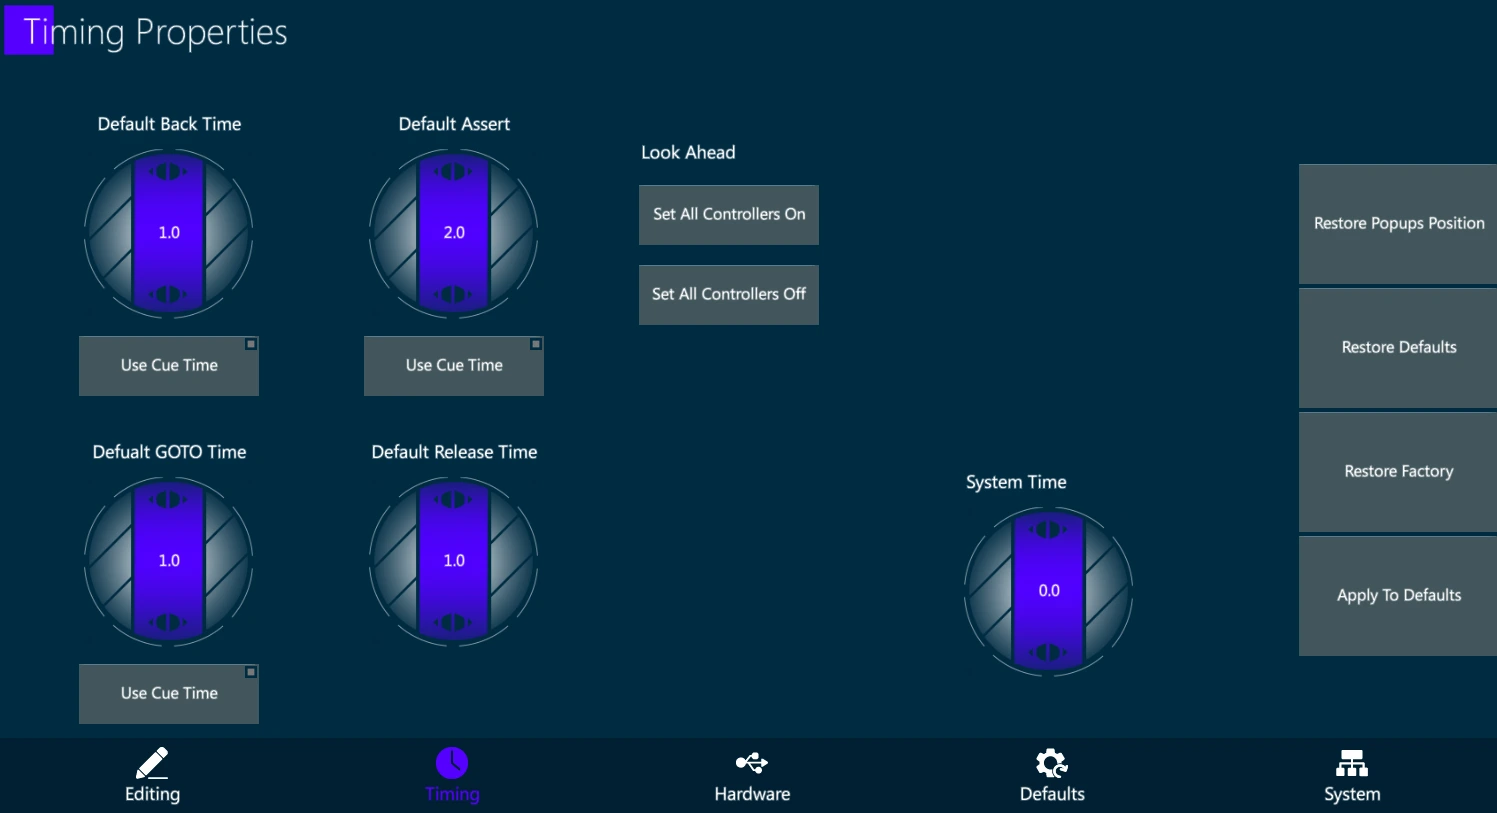 Timing Properties
Default Back Time
Default Assert
Look Ahead
1.0
2.0
Set All Controllers On
Set All Controllers Off
Use Cue Time
Use Cue Time
Defualt GOTO Time
Default Release Time
System Time
1.0
1.0
0.0
Use Cue Time
Restore Popups Position
Restore Defaults
Restore Factory
Apply To Defaults
Editing
Timing
Hardware
Defaults
System